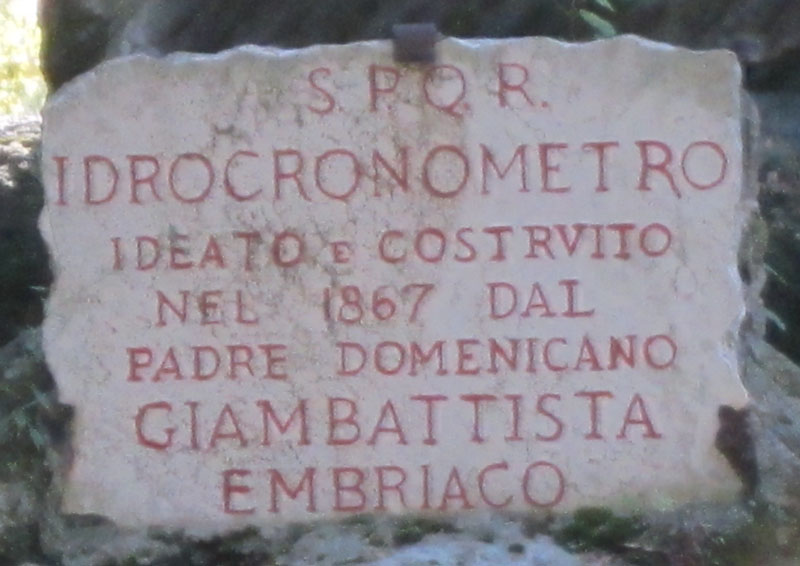 S. P. Q. R.
IDROCRONOMETRO
IDEATO E COSTRVITO
NEL 1867 DAL
PADRE DOMENICANO
GIAMBATTISTA
EMBRIACO